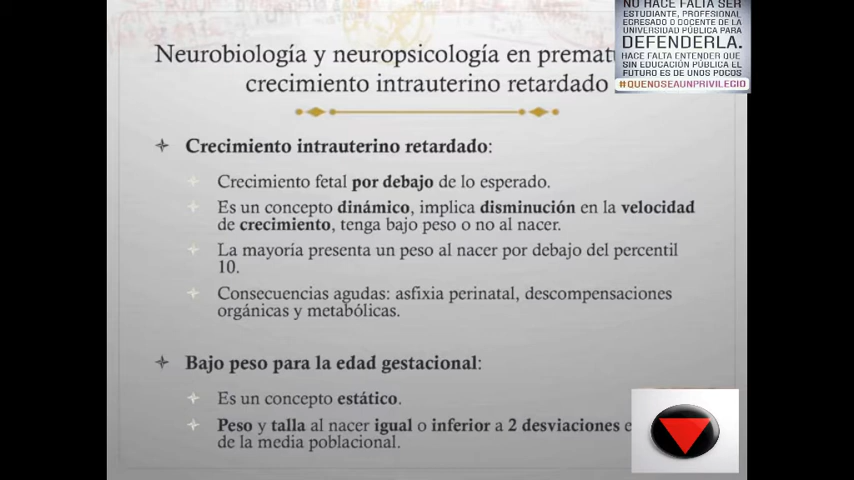 Neurobiología y neuropsicología en
crecimiento intrauterino retardado
NO HACE FALTA SER
ESTUDIANTE, PROFESIONAL
EGRESADO O DOCENTE DE LA
UNIVERSIDAD PÚBLICA PARA
DEFENDERLA.
HACE FALTA ENTENDER QUE
SIN EDUCACIÓN PÚBLICA EL
FUTURO ES DE UNOS POCOS
#QUENOSEAUNPRIVILEGIO
Crecimiento intrauterino retardado:
Crecimiento fetal por debajo de lo esperado.
Es un concepto dinámico, implica disminución en la velocidad
de crecimiento, tenga bajo peso o no al nacer.
La mayoría presenta un peso al nacer por debajo del percentil
10.
Consecuencias agudas: asfixia perinatal, descompensaciones
orgánicas y metabólicas.
Bajo peso para la edad gestacional:
Es un concepto estático.
Peso y talla al nacer igual o inferior a 2 desviaciones
de la media poblacional.